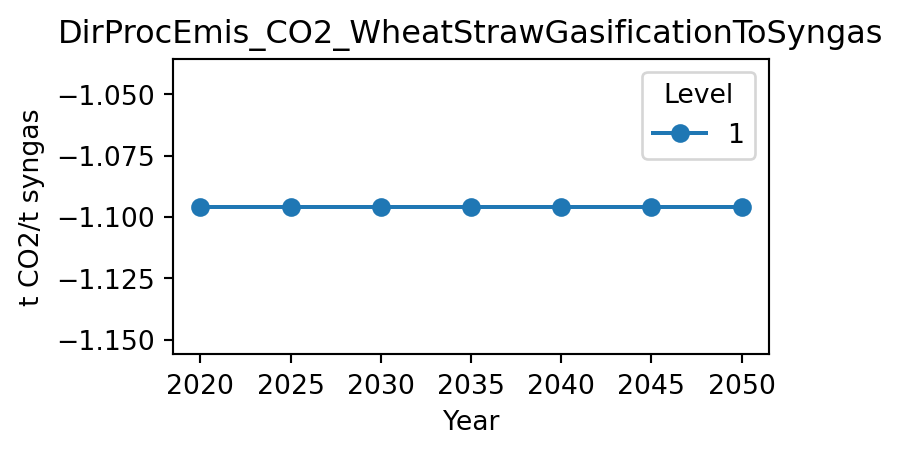 DirProcEmis_CO2_WheatStrawGasificationToSyngas
t CO2/t syngas
−1.050
−1.075
−1.100
−1.125
−1.150
Level
1
2020 2025 2030 2035 2040 2045 2050
Year